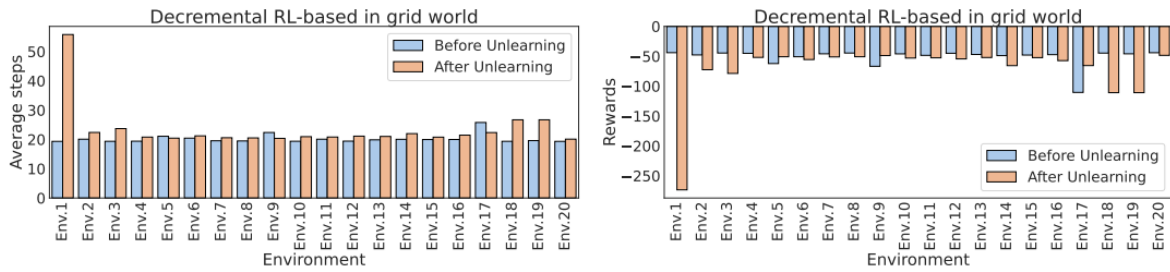 Decremental RL-based in grid world
Average steps
50
40
30
20
10
0
Before Unlearning
After Unlearning
Env.1
Env.2
Env.3
Env.4
Env.5
Env.6
Env.7
Env.8
Env.9
Env.10
Env.11
Env.12
Env.13
Env.14
Env.15
Env.16
Env.17
Env.18
Env.19
Env.20
Environment
Decremental RL-based in grid world
Rewards
0
−50
−100
−150
−200
−250
Before Unlearning
After Unlearning
Env.1
Env.2
Env.3
Env.4
Env.5
Env.6
Env.7
Env.8
Env.9
Env.10
Env.11
Env.12
Env.13
Env.14
Env.15
Env.16
Env.17
Env.18
Env.19
Env.20
Environment